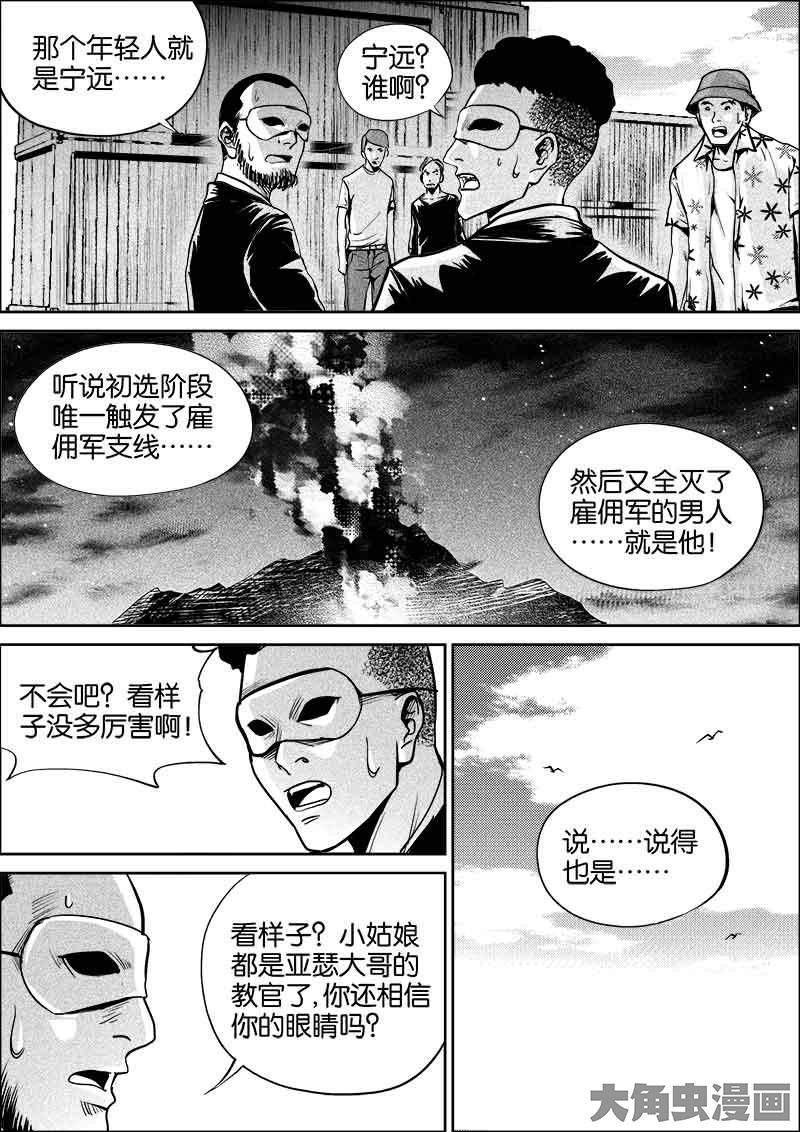 那个年轻人就
是宁远……
宁远?
谁啊?
听说初选阶段
唯一触发了雇
佣军支线……
然后又全灭了
雇佣军的男人
……就是他!
不会吧?看样
子没多厉害啊!
看样子?小姑娘
都是亚瑟大哥的
教官了,你还相信
你的眼睛吗?
说……说得
也是……
大角虫漫画